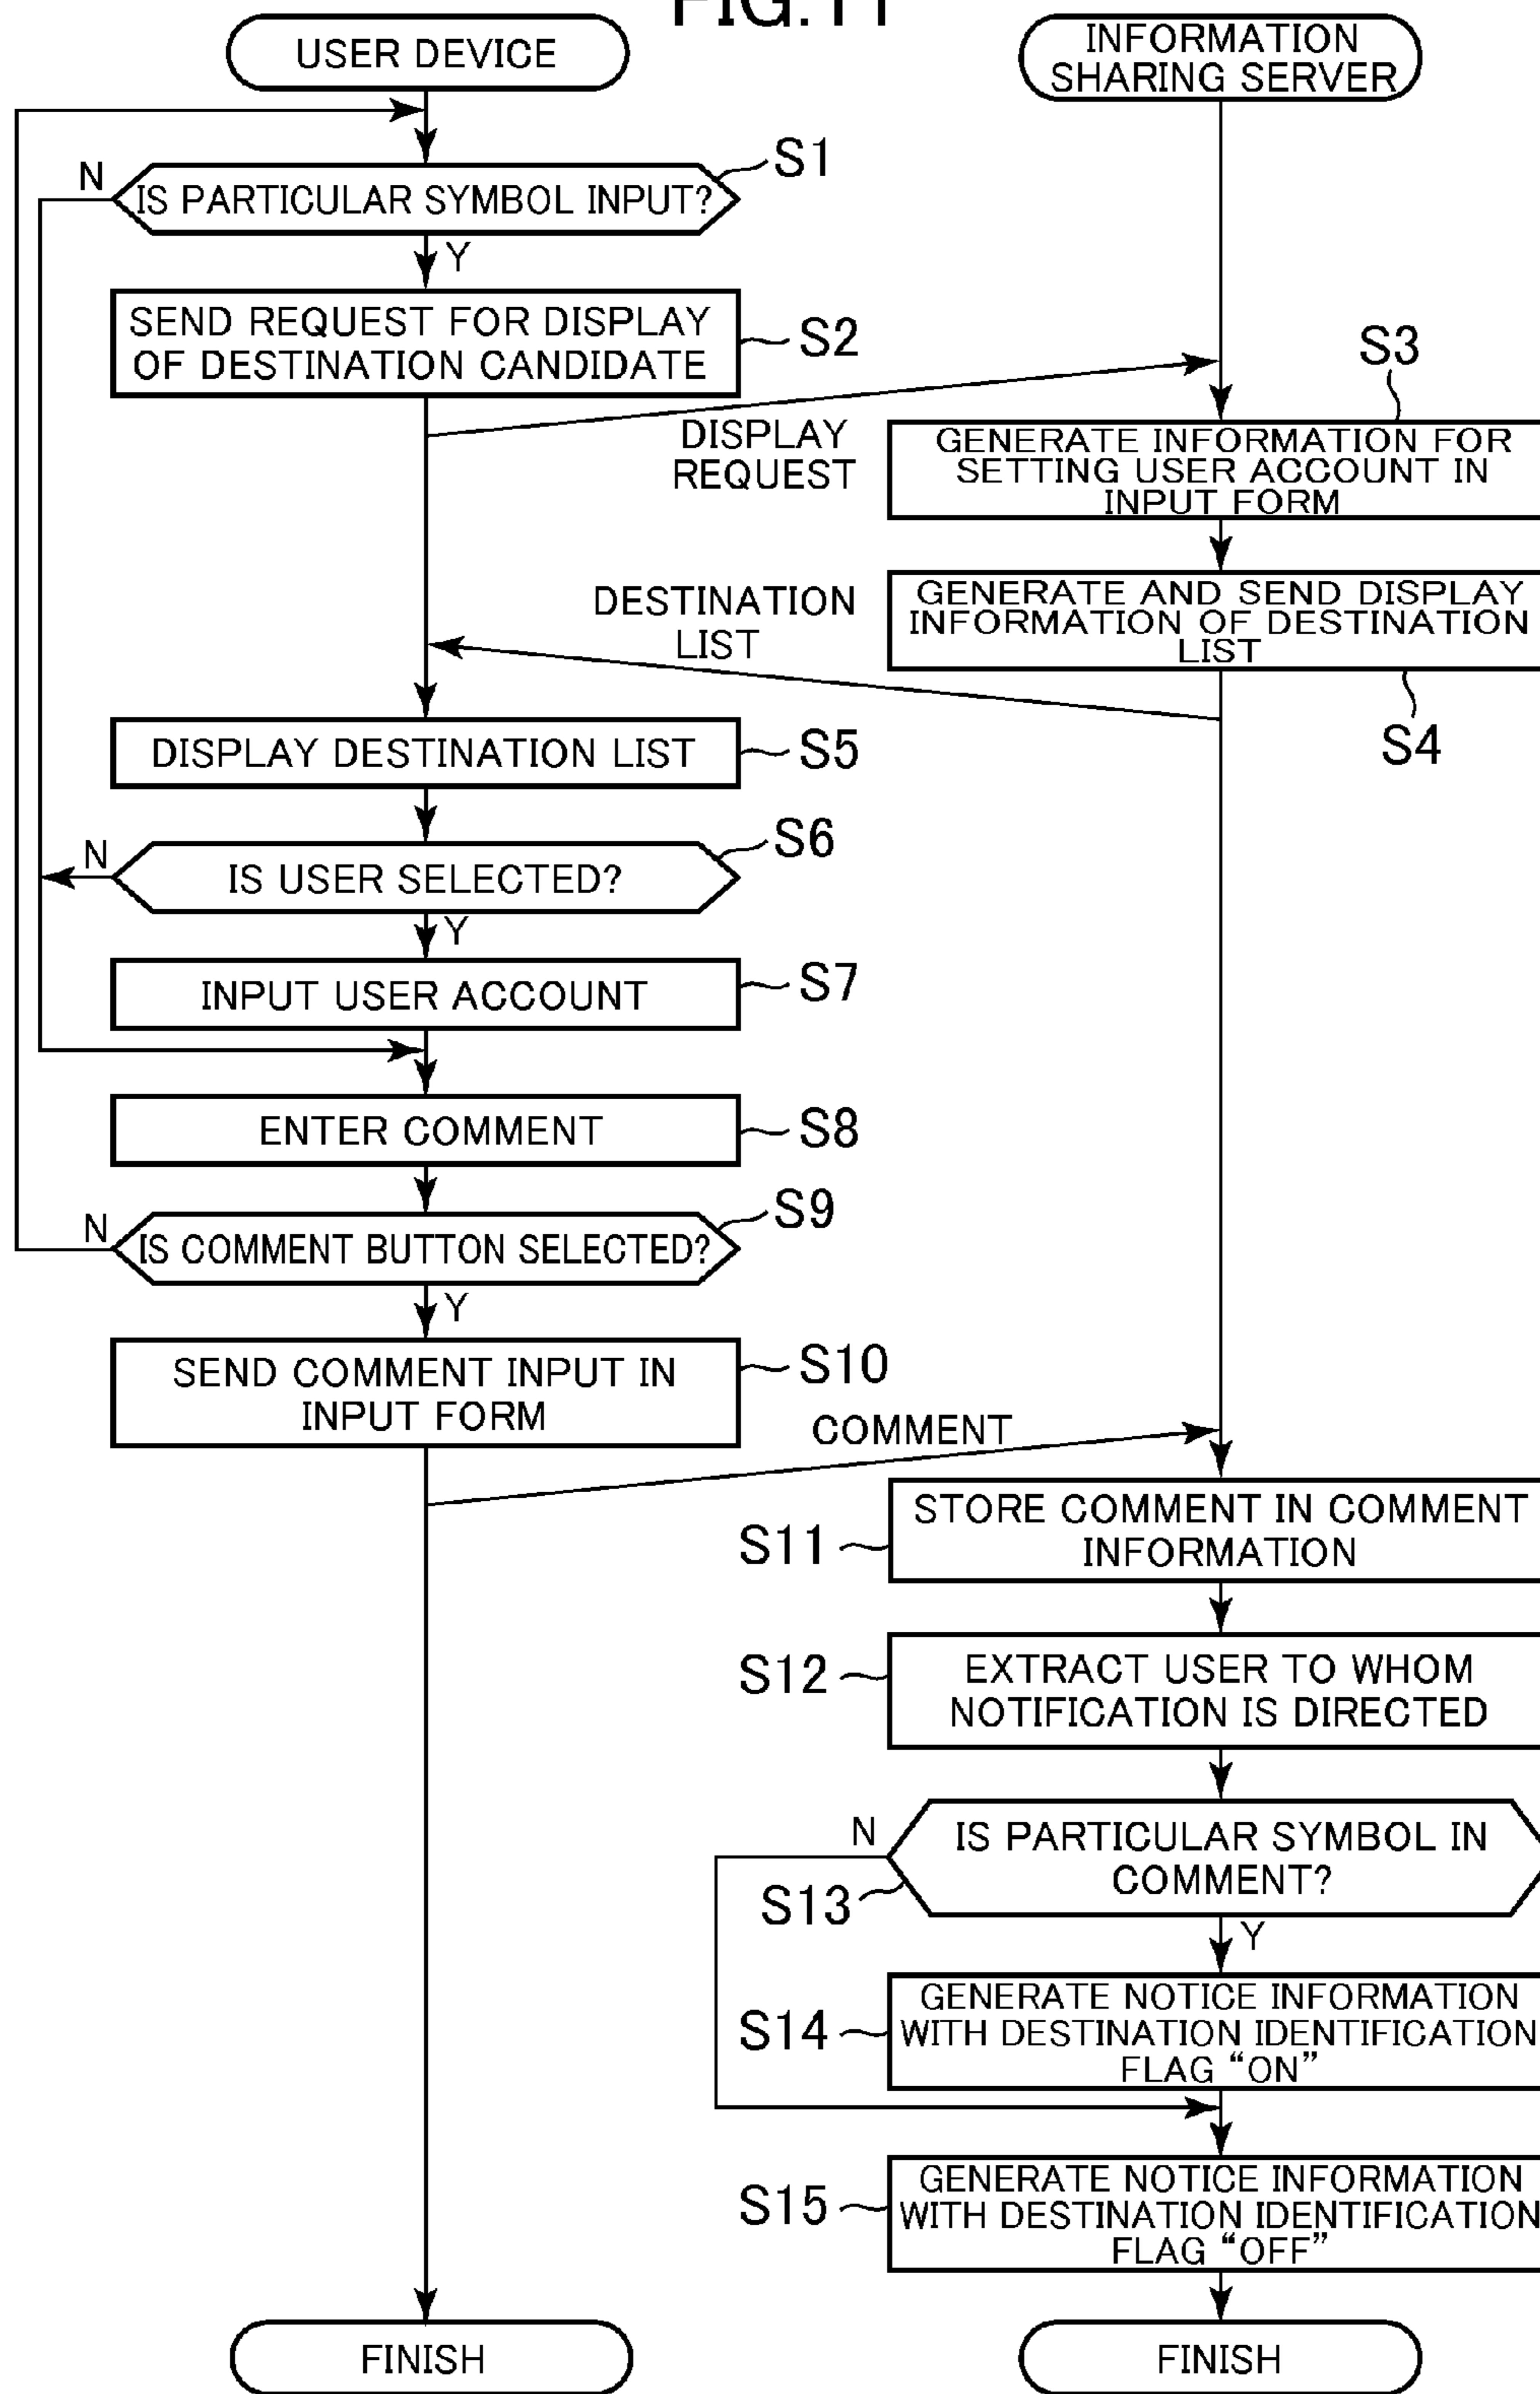 FIG. 11
USER DEVICE
INFORMATION
SHARING SERVER
N
IS PARTICULAR SYMBOL INPUT?
S1
Y
SEND REQUEST FOR DISPLAY
OF DESTINATION CANDIDATE
S2
DISPLAY
REQUEST
S3
GENERATE INFORMATION FOR
SETTING USER ACCOUNT IN
INPUT FORM
DESTINATION
LIST
GENERATE AND SEND DISPLAY
INFORMATION OF DESTINATION
LIST
S4
DISPLAY DESTINATION LIST
S5
N
IS USER SELECTED?
S6
Y
INPUT USER ACCOUNT
S7
ENTER COMMENT
S8
N
IS COMMENT BUTTON SELECTED?
S9
Y
SEND COMMENT INPUT IN
INPUT FORM
S10
COMMENT
S11
STORE COMMENT IN COMMENT
INFORMATION
S12
EXTRACT USER TO WHOM
NOTIFICATION IS DIRECTED
N
IS PARTICULAR SYMBOL IN
COMMENT?
S13
Y
S14
GENERATE NOTICE INFORMATION
WITH DESTINATION IDENTIFICATION
FLAG “ON”
S15
GENERATE NOTICE INFORMATION
WITH DESTINATION IDENTIFICATION
FLAG “OFF”
FINISH
FINISH